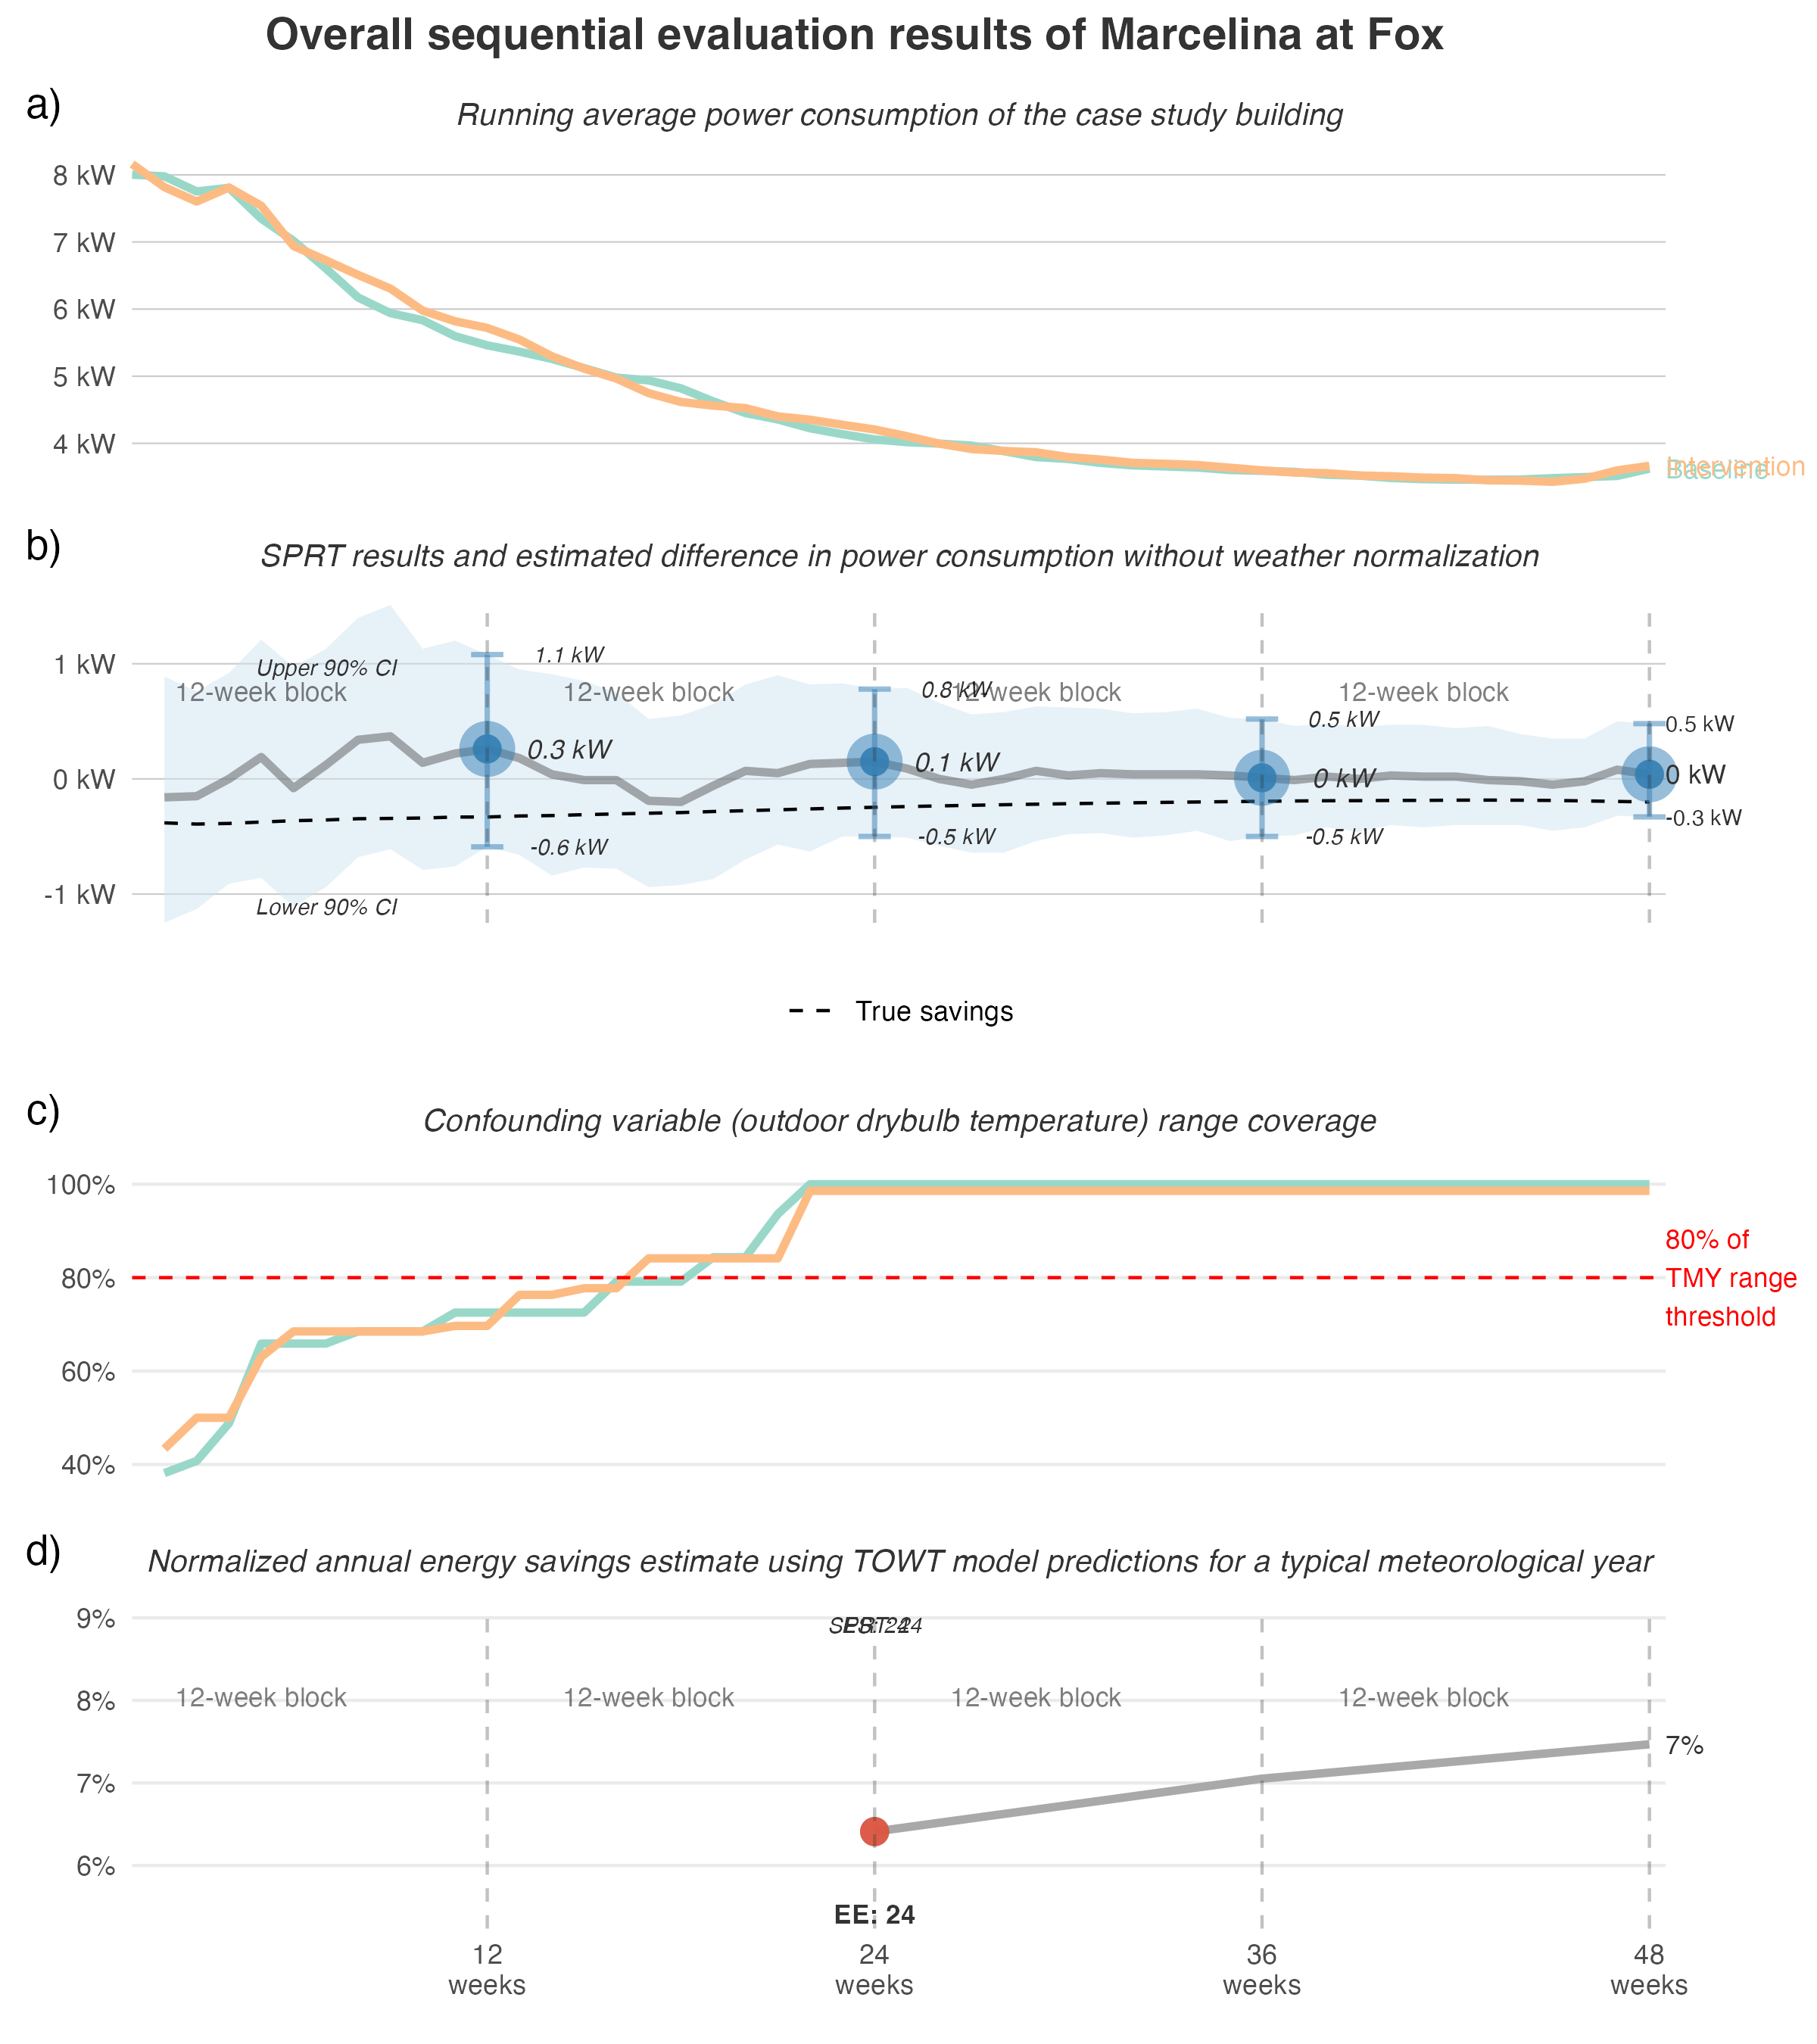 Overall sequential evaluation results of Marcelina at Fox
a)
Running average power consumption of the case study building
8 kW
7 kW
6 kW
5 kW
4 kW
Intervention
Baseline
b)
SPRT results and estimated difference in power consumption without weather normalization
1 kW
0 kW
-1 kW
Upper 90% CI
Lower 90% CI
12-week block
12-week block
12-week block
12-week block
1.1 kW
0.3 kW
-0.6 kW
0.8 kW
0.1 kW
-0.5 kW
0.5 kW
0 kW
-0.5 kW
0.5 kW
0 kW
-0.3 kW
True savings
c)
Confounding variable (outdoor drybulb temperature) range coverage
100%
80%
60%
40%
80% of
TMY range
threshold
d)
Normalized annual energy savings estimate using TOWT model predictions for a typical meteorological year
9%
8%
7%
6%
SPRT: 24
12-week block
12-week block
12-week block
12-week block
7%
EE: 24
12
weeks
24
weeks
36
weeks
48
weeks